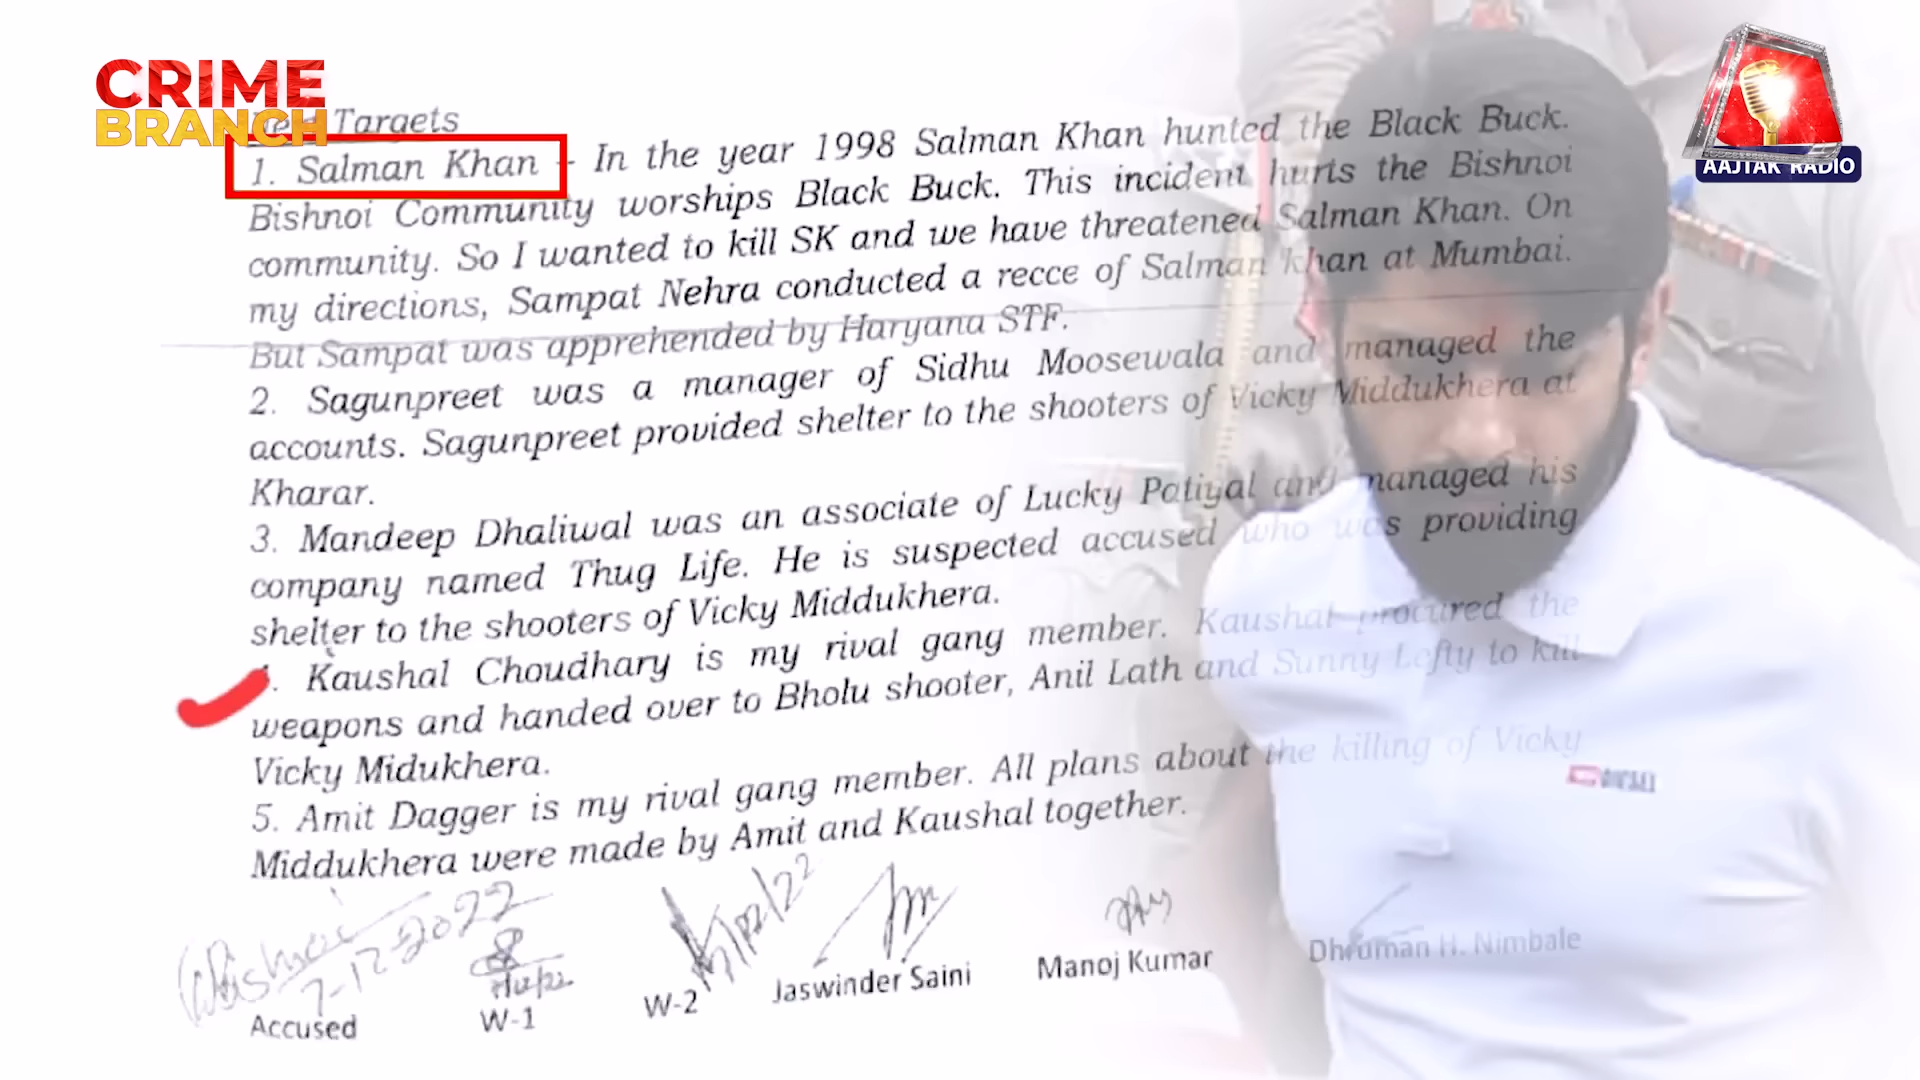 CRIME
BRANCH
AAJTAK RADIO
Targets
1. Salman Khan - In the year 1998 Salman Khan hunted the Black Buck.
Bishnoi Community worships Black Buck. This incident hurts the Bishnoi
community. So I wanted to kill SK and we have threatened Salman Khan. On
my directions, Sampat Nehra conducted a recce of Salman khan at Mumbai.
But Sampat was apprehended by Haryana STF.
2. Sagunpreet was a manager of Sidhu Moosewala and managed the
accounts. Sagunpreet provided shelter to the shooters of Vicky Middukhera at
Kharar.
3. Mandeep Dhaliwal was an associate of Lucky Patiyal and managed his
company named Thug Life. He is suspected accused who was providing
shelter to the shooters of Vicky Middukhera.
4. Kaushal Choudhary is my rival gang member. Kaushal procured the
weapons and handed over to Bholu shooter, Anil Lath and Sunny Lefty to kill
Vicky Midukhera.
5. Amit Dagger is my rival gang member. All plans about the killing of Vicky
Middukhera were made by Amit and Kaushal together.
Bishnoi
7-12-2022
Accused
W-1
W-2
Jaswinder Saini
Manoj Kumar
Dhruman H. Nimbale
DIESEL